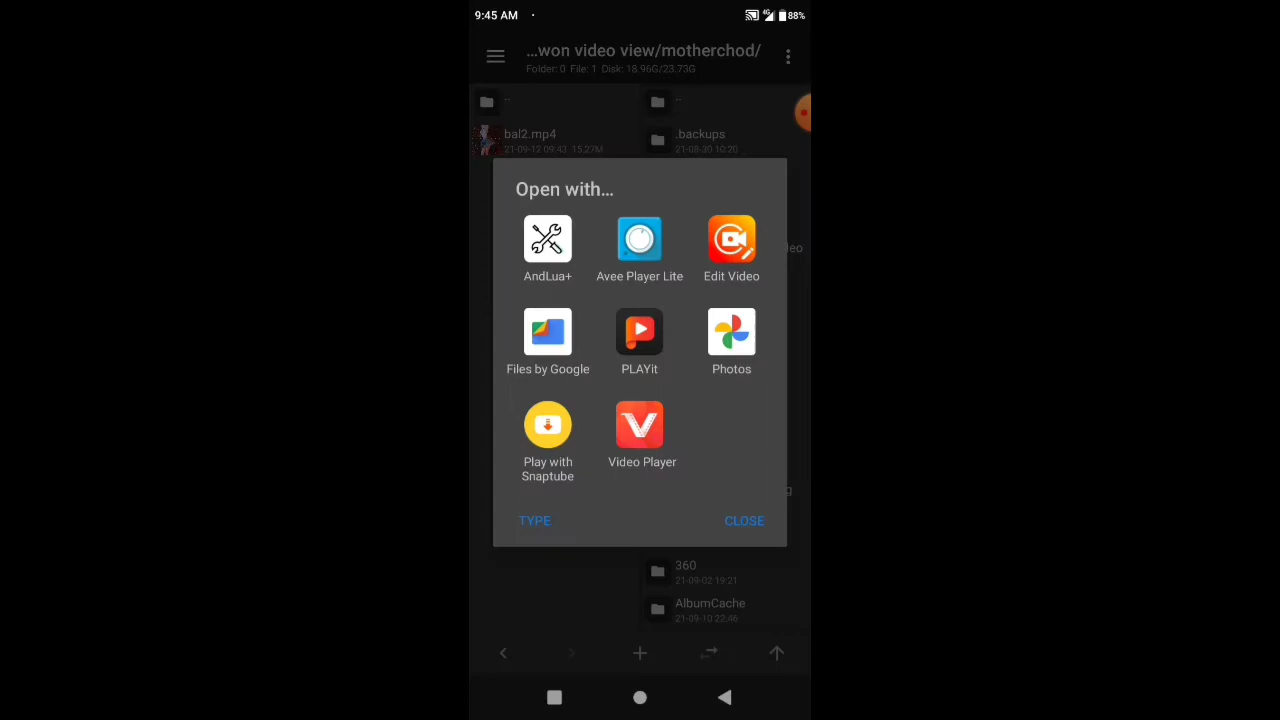 9:45 AM
4G
88%
...won video view/motherchod/
Folder: 0 File: 1 Disk: 18.96G/23.73G
..
..
bal2.mp4
21-09-12 09:43 15.27M
.backups
21-08-30 10:20
Open with...
AndLua+
Avee Player Lite
Edit Video
eo
Files by Google
PLAYit
Photos
Play with
Snaptube
Video Player
g
TYPE
CLOSE
360
21-09-02 19:21
AlbumCache
21-09-10 22:46